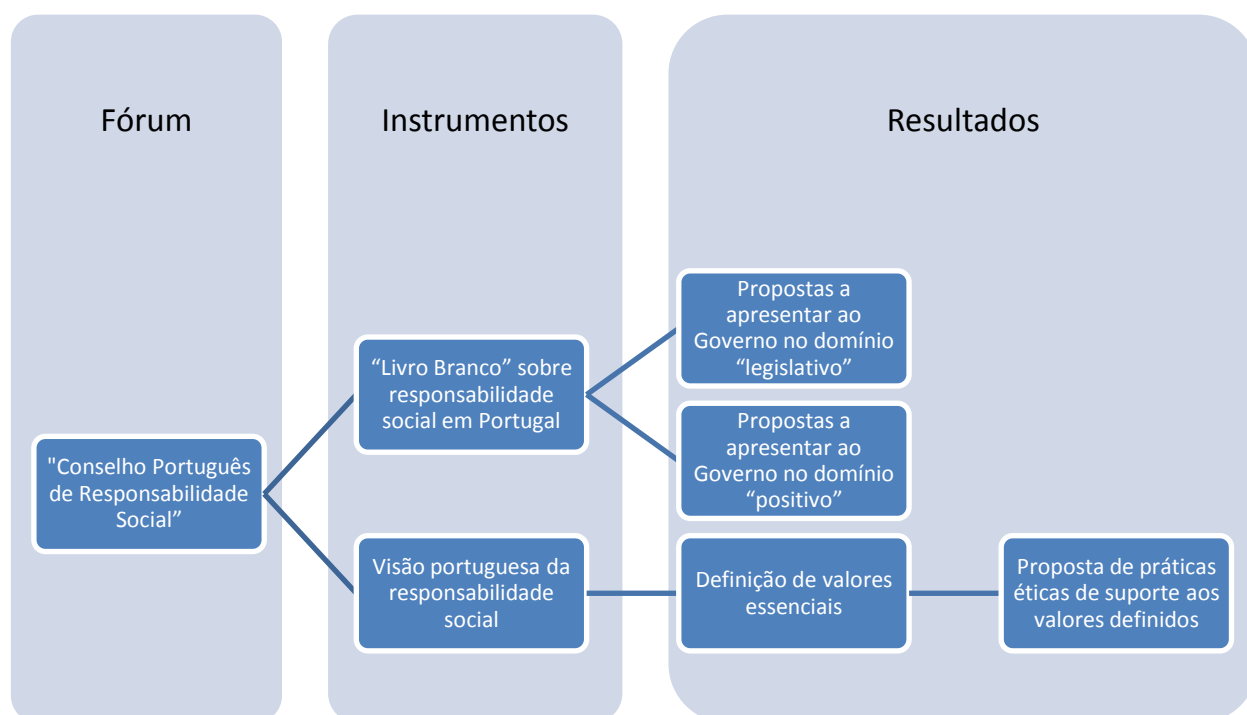 Fórum
Instrumentos
Resultados
"Conselho Português
de Responsabilidade
Social”
“Livro Branco” sobre
responsabilidade
social em Portugal
Visão portuguesa da
responsabilidade
social
Propostas a
apresentar ao
Governo no domínio
“legislativo”
Propostas a
apresentar ao
Governo no domínio
“positivo”
Definição de valores
essenciais
Proposta de práticas
éticas de suporte aos
valores definidos